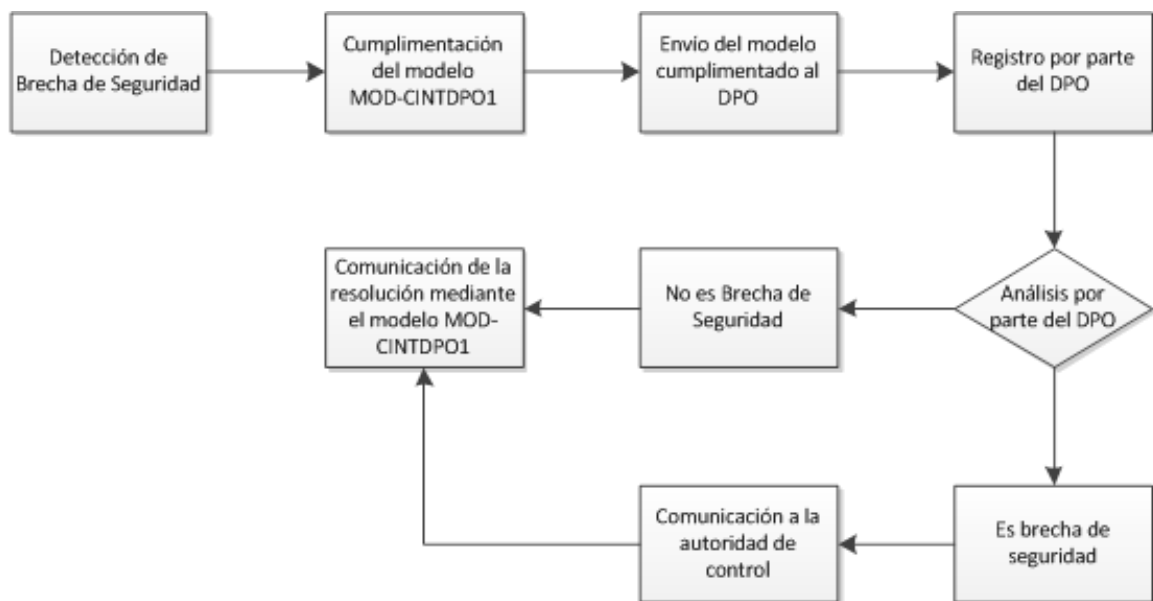 Detección de
Brecha de Seguridad
Cumplimentación
del modelo
MOD-CINTDPO1
Envío del modelo
cumplimentado al
DPO
Registro por parte
del DPO
Comunicación de la
resolución mediante
el modelo MOD-
CINTDPO1
No es Brecha de
Seguridad
Análisis por
parte del DPO
Comunicación a la
autoridad de
control
Es brecha de
seguridad